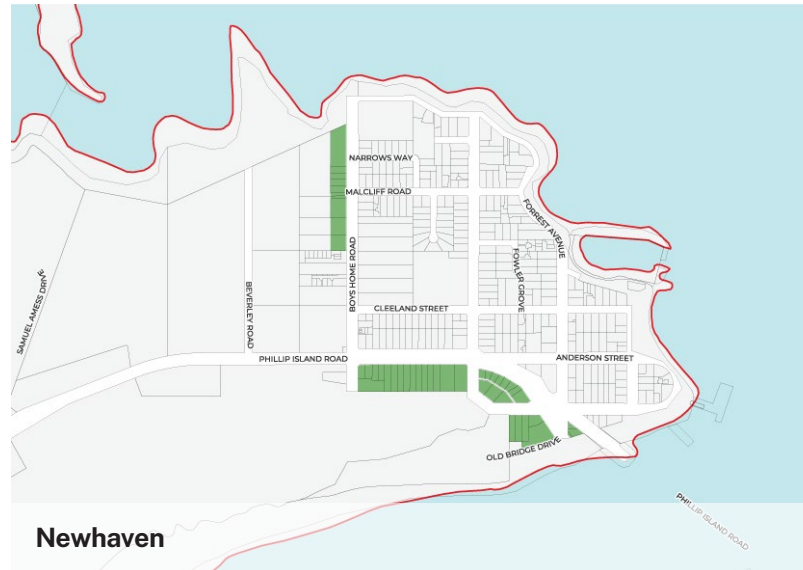 NARROWS WAY
MALCLIFF ROAD
FORREST AVENUE
FOWLER GROVE
BOYS HOME ROAD
BEVERLEY ROAD
SAMUEL AMESS DRIVE
CLEELAND STREET
PHILLIP ISLAND ROAD
ANDERSON STREET
OLD BRIDGE DRIVE
PHILLIP ISLAND ROAD
Newhaven